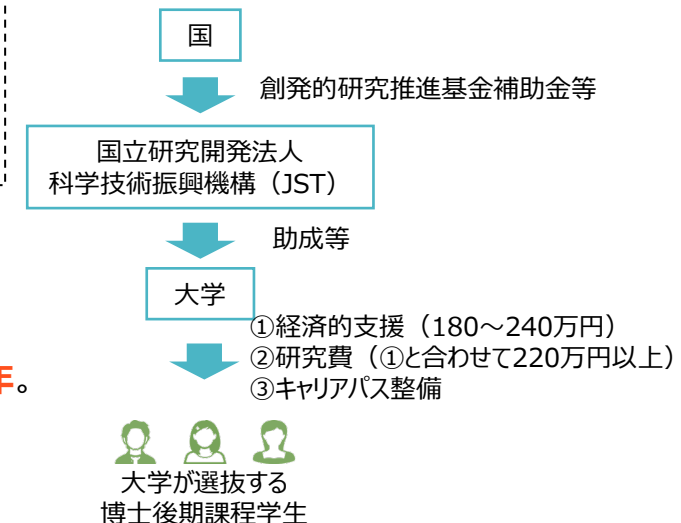 国
創発的研究推進基金補助金等
国立研究開発法人
科学技術振興機構（JST）
助成等
大学
①経済的支援（180～240万円）
②研究費（①と合わせて220万円以上）
③キャリアパス整備
年。
大学が選抜する
博士後期課程学生